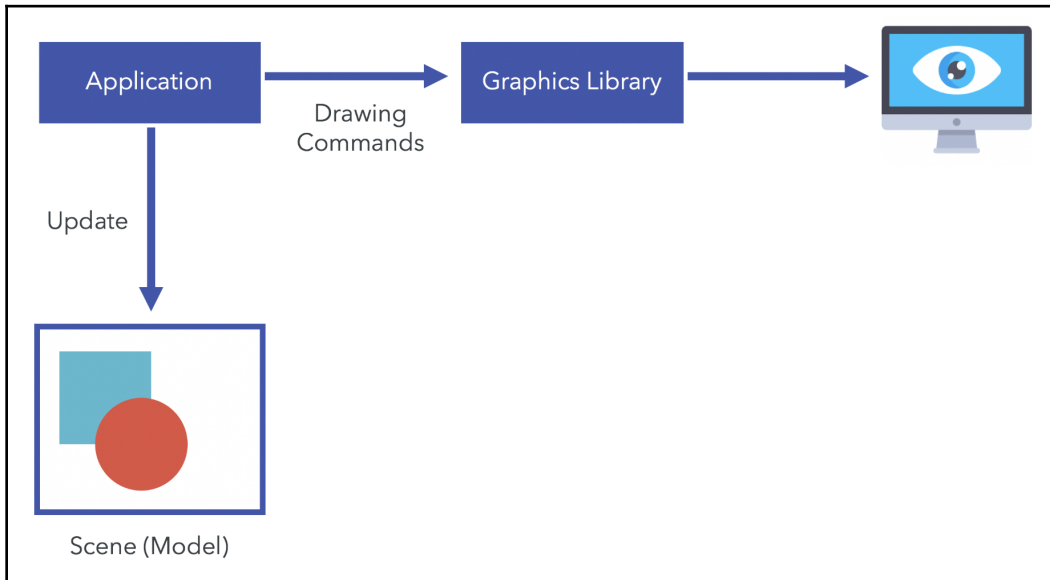 Application
Graphics Library
Drawing
Commands
Update
Scene (Model)